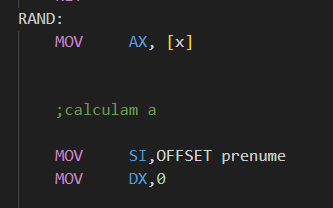 RAND:
MOV AX, [x]
;calculam a
MOV SI,OFFSET prenume
MOV DX,0